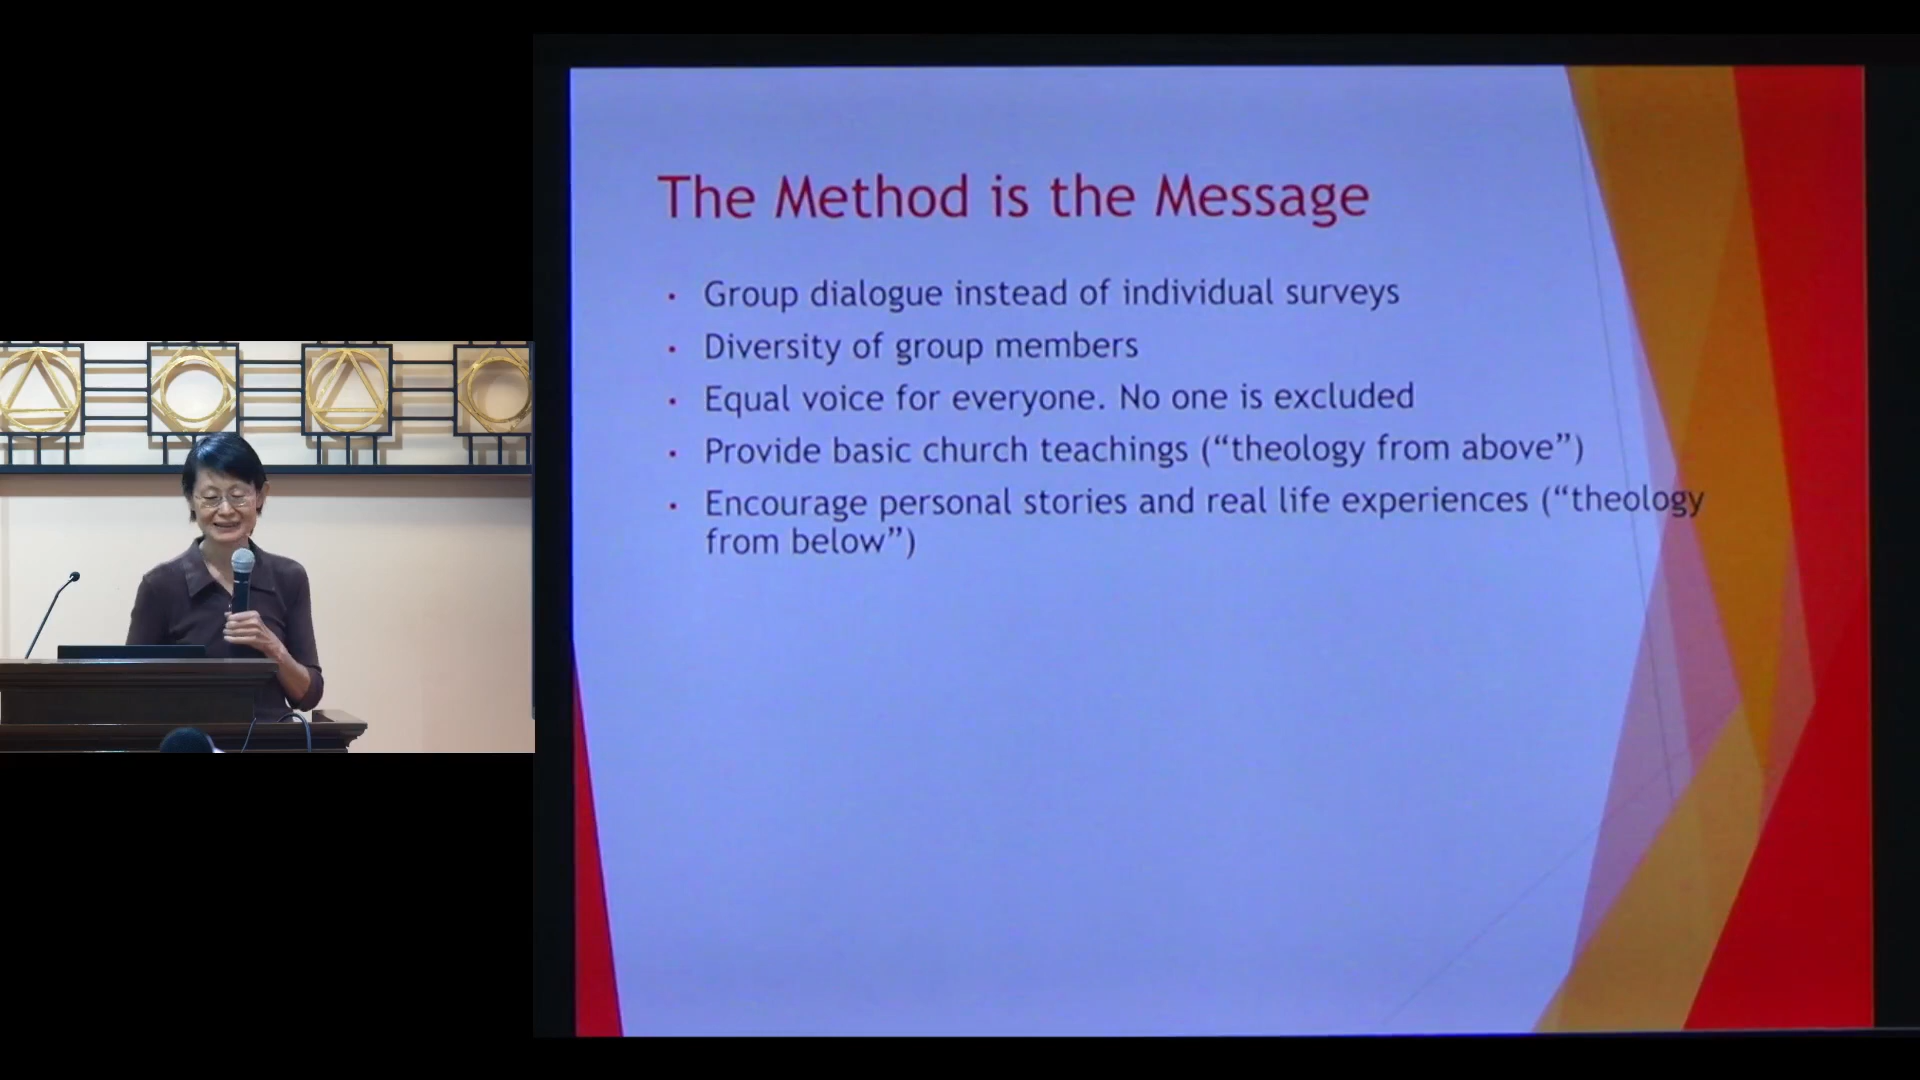 The Method is the Message
· Group dialogue instead of individual surveys
· Diversity of group members
· Equal voice for everyone. No one is excluded
· Provide basic church teachings (“theology from above”)
· Encourage personal stories and real life experiences (“theology
from below”)